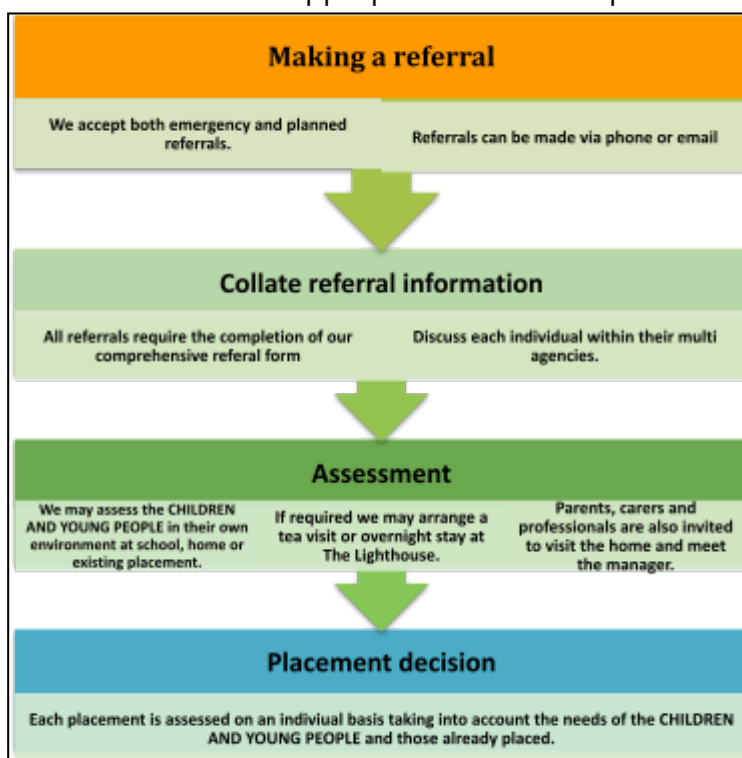 Making a referral
We accept both emergency and planned
referrals.
Referrals can be made via phone or email
Collate referral information
All referrals require the completion of our
comprehensive referal form
Discuss each individual within their multi
agencies.
Assessment
We may assess the CHILDREN
AND YOUNG PEOPLE in their own
environment at school, home or
existing placement.
If required we may arrange a
tea visit or overnight stay at
The Lighthouse.
Parents, carers and
professionals are also invited
to visit the home and meet
the manager.
Placement decision
Each placement is assessed on an indiviual basis taking into account the needs of the CHILDREN
AND YOUNG PEOPLE and those already placed.